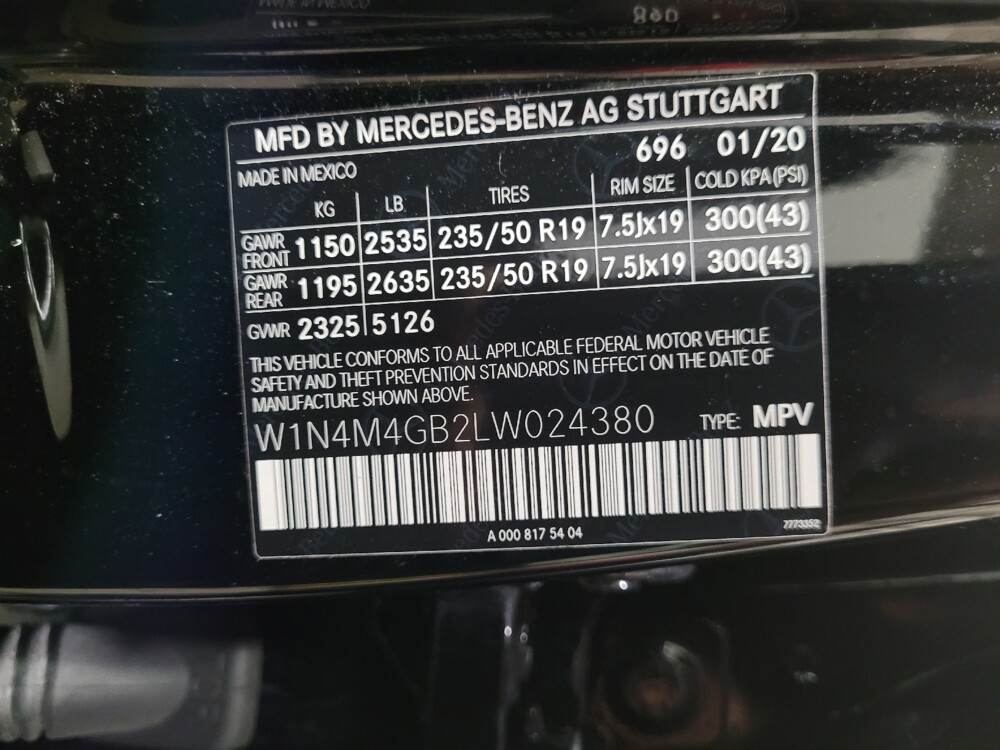 MFD BY MERCEDES-BENZ AG STUTTGART
696 01/20
MADE IN MEXICO
KG LB TIRES RIM SIZE COLD KPA(PSI)
GAWR FRONT 1150 2535 235/50 R19 7.5Jx19 300(43)
GAWR REAR 1195 2635 235/50 R19 7.5Jx19 300(43)
GVWR 2325 5126
THIS VEHICLE CONFORMS TO ALL APPLICABLE FEDERAL MOTOR VEHICLE
SAFETY AND THEFT PREVENTION STANDARDS IN EFFECT ON THE DATE OF
MANUFACTURE SHOWN ABOVE.
W1N4M4GB2LW024380 TYPE: MPV
A 000 817 54 04
7773352